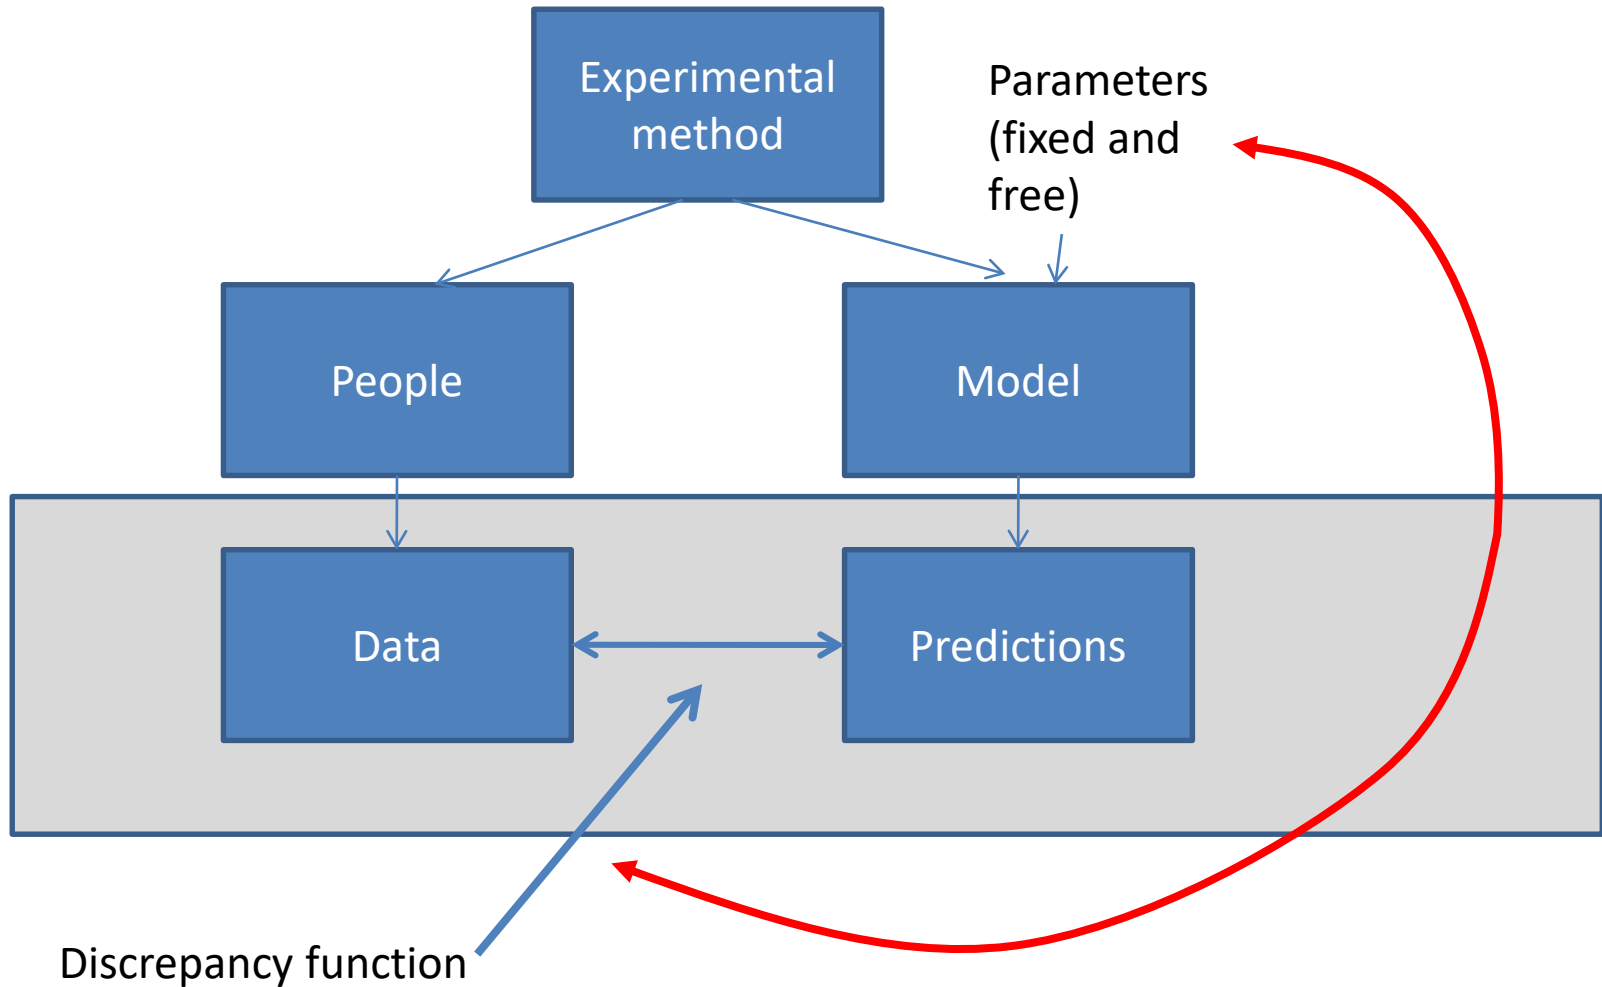 Experimental
method
Parameters
(fixed and
free)
People
Model
Data
Predictions
Discrepancy function